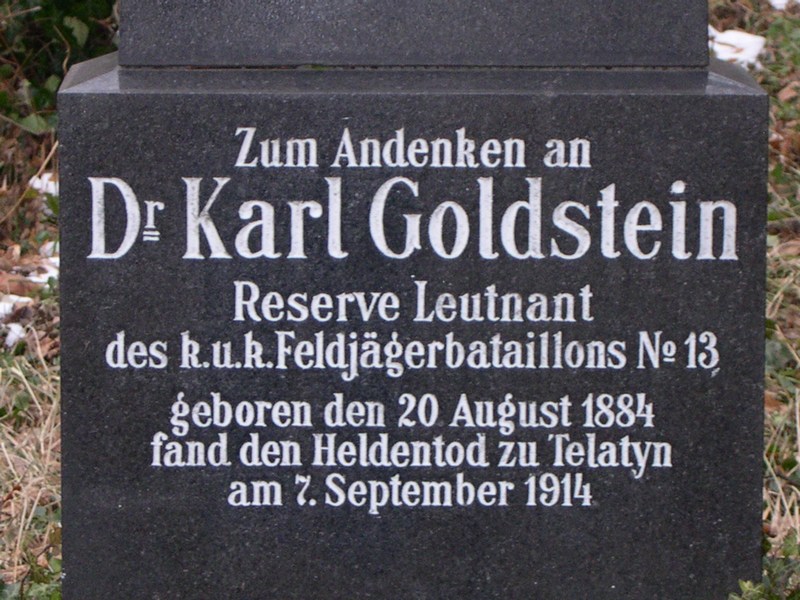 Zum Andenken an
Dr Karl Goldstein
Reserve Leutnant
des k.u.k. Feldjägerbataillons No 13
geboren den 20 August 1884
fand den Heldentod zu Telatyn
am 7. September 1914